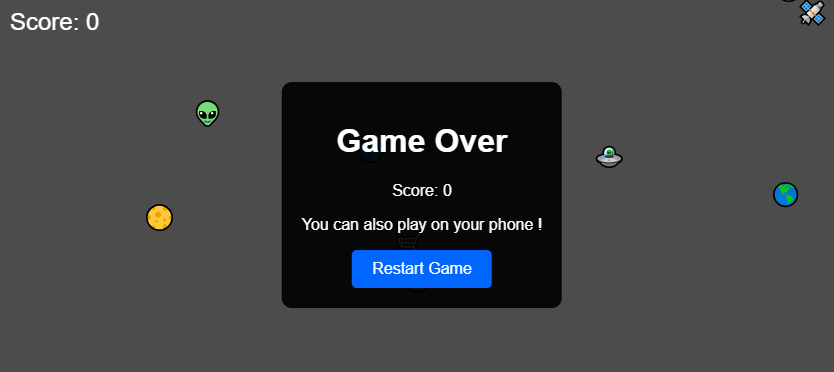 Score: 0
Game Over
Score: 0
You can also play on your phone !
Restart Game